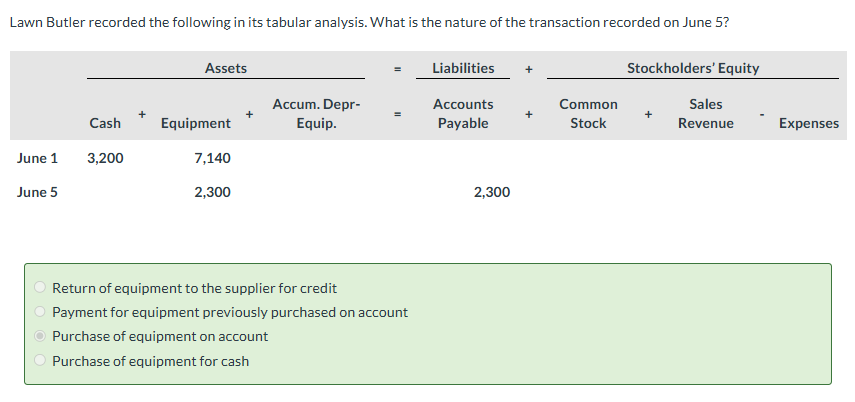 Lawn Butler recorded the following in its tabular analysis. What is the nature of the transaction recorded on June 5?
Assets = Liabilities + Stockholders' Equity
Cash + Equipment + Accum. Depr-Equip. = Accounts Payable + Common Stock + Sales Revenue - Expenses
June 1 3,200 7,140
June 5 2,300 2,300
Return of equipment to the supplier for credit
Payment for equipment previously purchased on account
Purchase of equipment on account
Purchase of equipment for cash